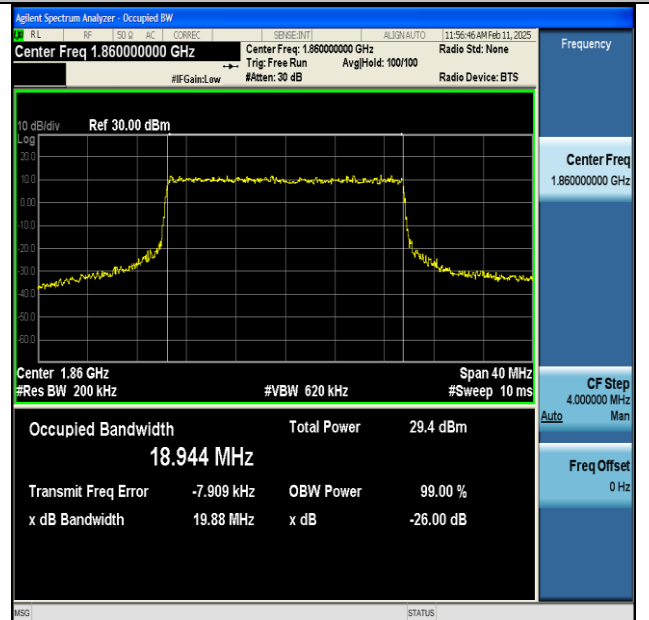 Agilent Spectrum Analyzer - Occupied BW
LXI RL RF 50 Ω AC CORREC SENSE:INT ALIGN AUTO 11:56:46 AM Feb 11, 2025
Center Freq 1.860000000 GHz
Center Freq: 1.860000000 GHz
Radio Std: None
Trig: Free Run Avg|Hold: 100/100
#IFGain:Low #Atten: 30 dB Radio Device: BTS
10 dB/div Ref 30.00 dBm
Log
20.0
10.0
0.00
-10.0
-20.0
-30.0
-40.0
-50.0
-60.0
Center 1.86 GHz Span 40 MHz
#Res BW 200 kHz #VBW 620 kHz #Sweep 10 ms
Occupied Bandwidth Total Power 29.4 dBm
18.944 MHz
Transmit Freq Error -7.909 kHz OBW Power 99.00 %
x dB Bandwidth 19.88 MHz x dB -26.00 dB
Frequency
Center Freq
1.860000000 GHz
CF Step
4.000000 MHz
Auto Man
Freq Offset
0 Hz
MSG STATUS